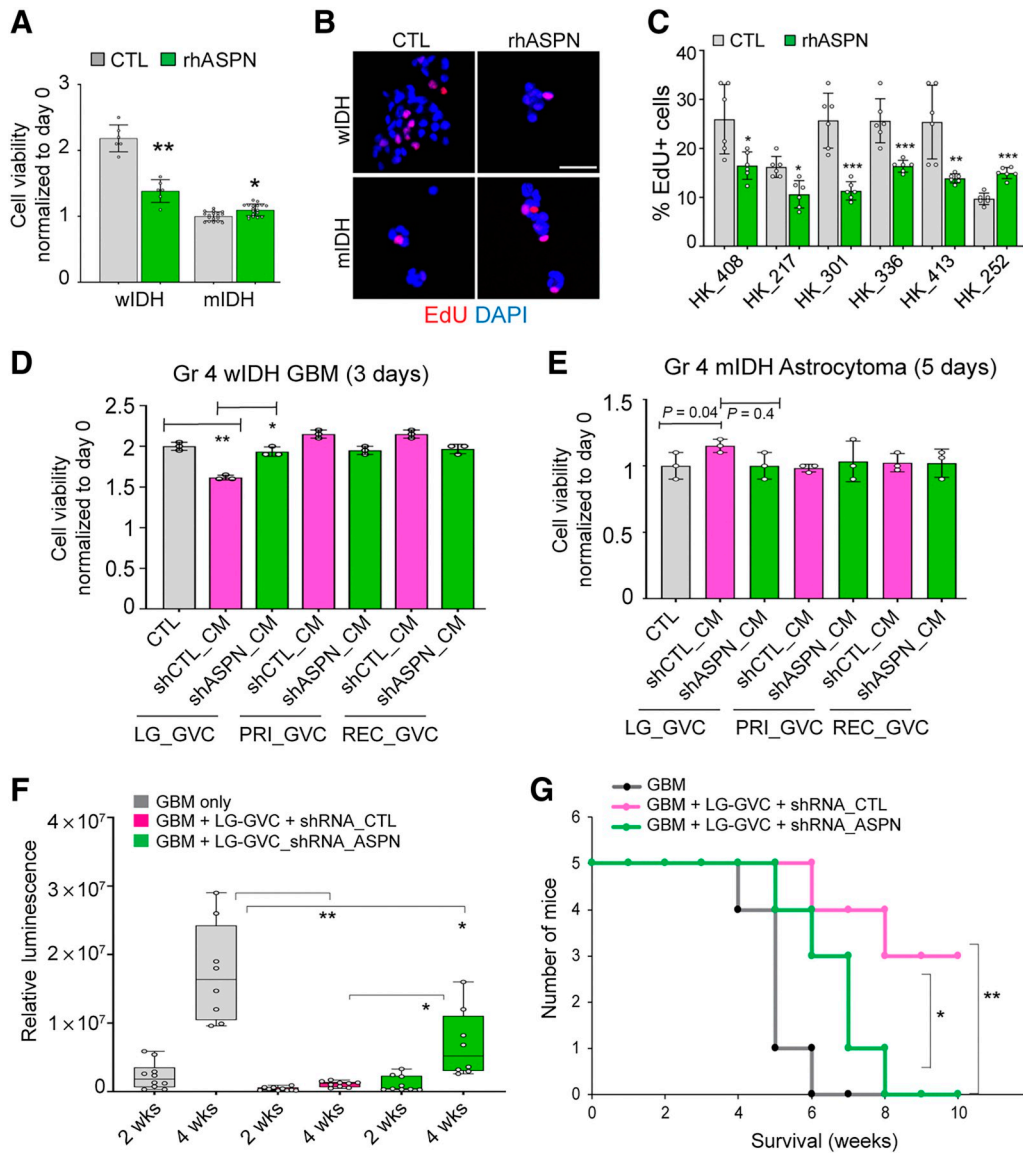 A
CTL rhASPN
Cell viability
normalized to day 0
3
2
1
0
**
*
wIDH mIDH
B
CTL rhASPN
wIDH
mIDH
EdU DAPI
C
CTL rhASPN
% EdU+ cells
40
30
20
10
0
* * *** *** ** ***
HK_408 HK_217 HK_301 HK_336 HK_413 HK_252
D
Gr 4 wIDH GBM (3 days)
Cell viability
normalized to day 0
2.5
2
1.5
1
0.5
0
** *
CTL shCTL_CM shASPN_CM shCTL_CM shASPN_CM shCTL_CM shASPN_CM
LG_GVC PRI_GVC REC_GVC
E
Gr 4 mIDH Astrocytoma (5 days)
Cell viability
normalized to day 0
1.5
1
0.5
0
P = 0.04 P = 0.4
CTL shCTL_CM shASPN_CM shCTL_CM shASPN_CM shCTL_CM shASPN_CM
LG_GVC PRI_GVC REC_GVC
F
GBM only
GBM + LG-GVC + shRNA_CTL
GBM + LG-GVC_shRNA_ASPN
Relative luminescence
4 × 10⁷
3 × 10⁷
2 × 10⁷
1 × 10⁷
0
**
*
*
2 wks 4 wks 2 wks 4 wks 2 wks 4 wks
G
GBM
GBM + LG-GVC + shRNA_CTL
GBM + LG-GVC + shRNA_ASPN
Number of mice
6
5
4
3
2
1
0
*
**
0 2 4 6 8 10
Survival (weeks)